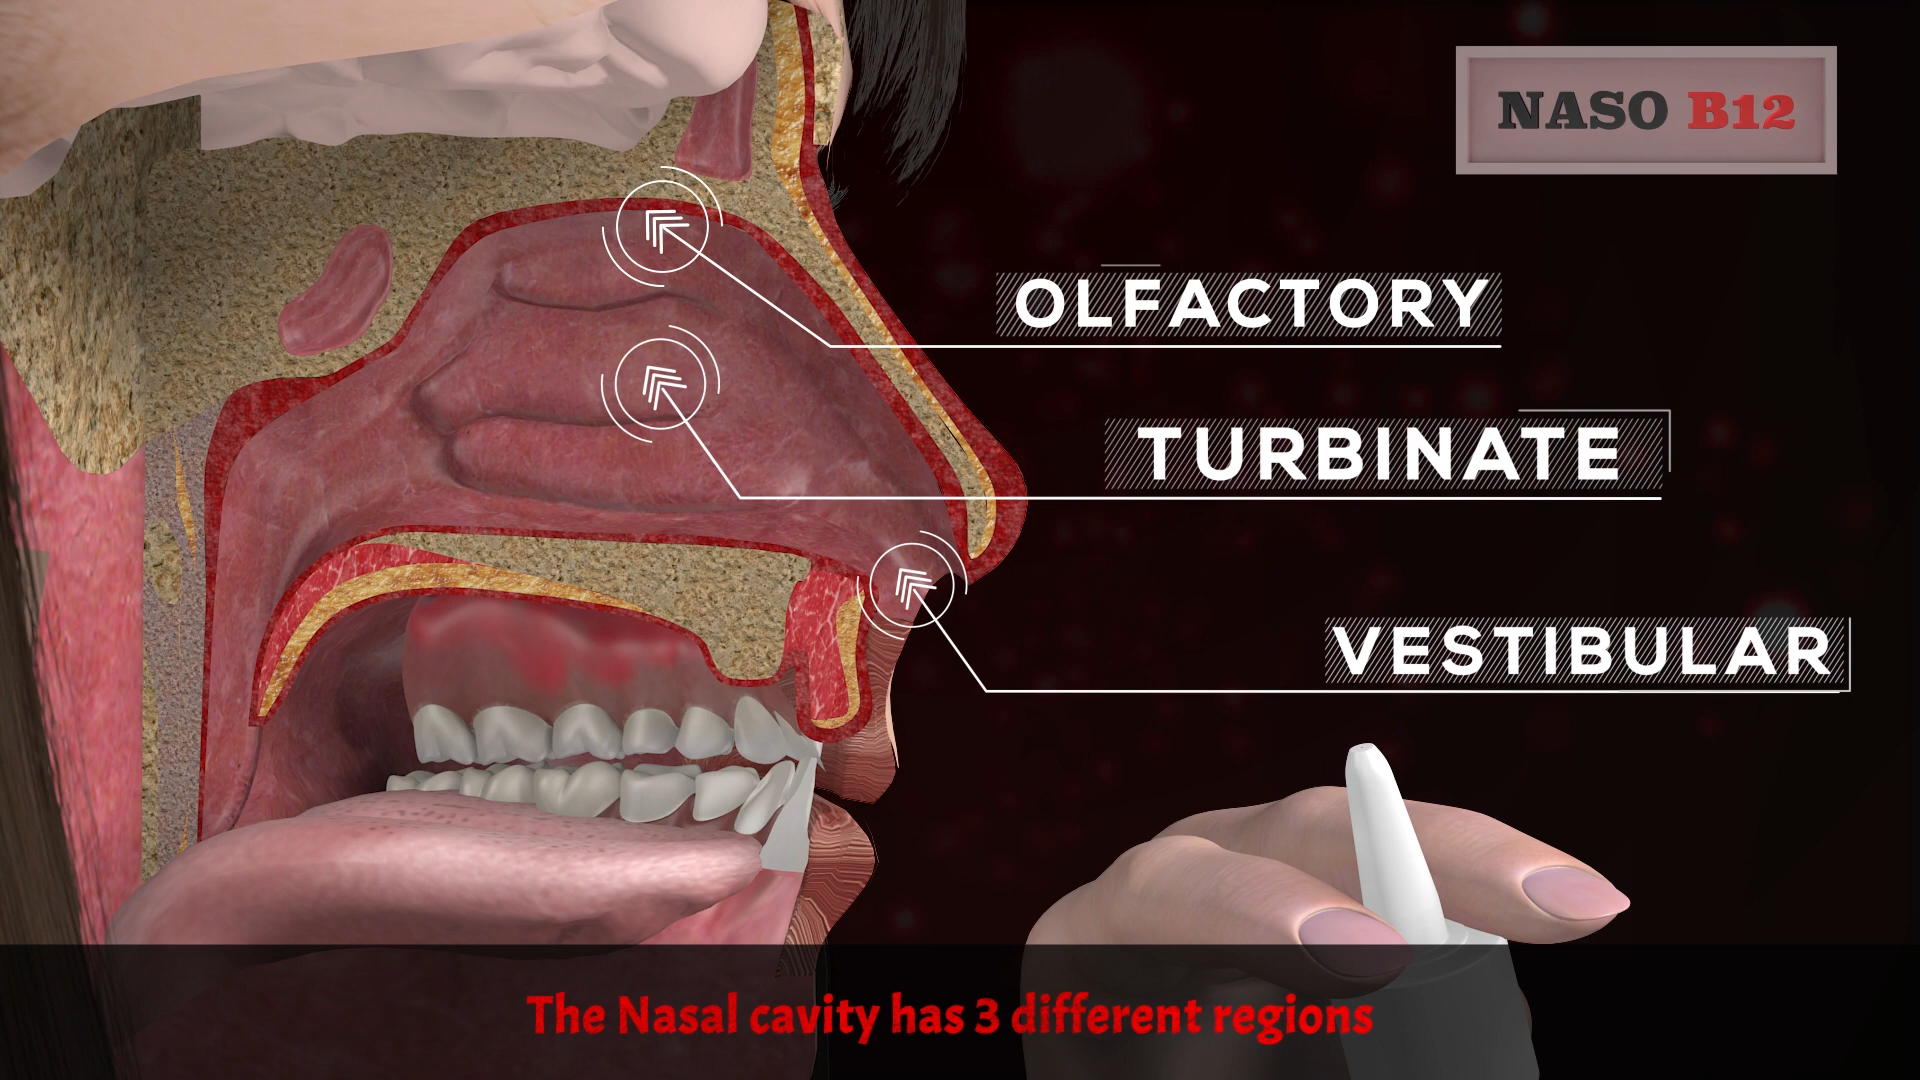 NASO B12
OLFACTORY
TURBINATE
VESTIBULAR
The Nasal cavity has 3 different regions